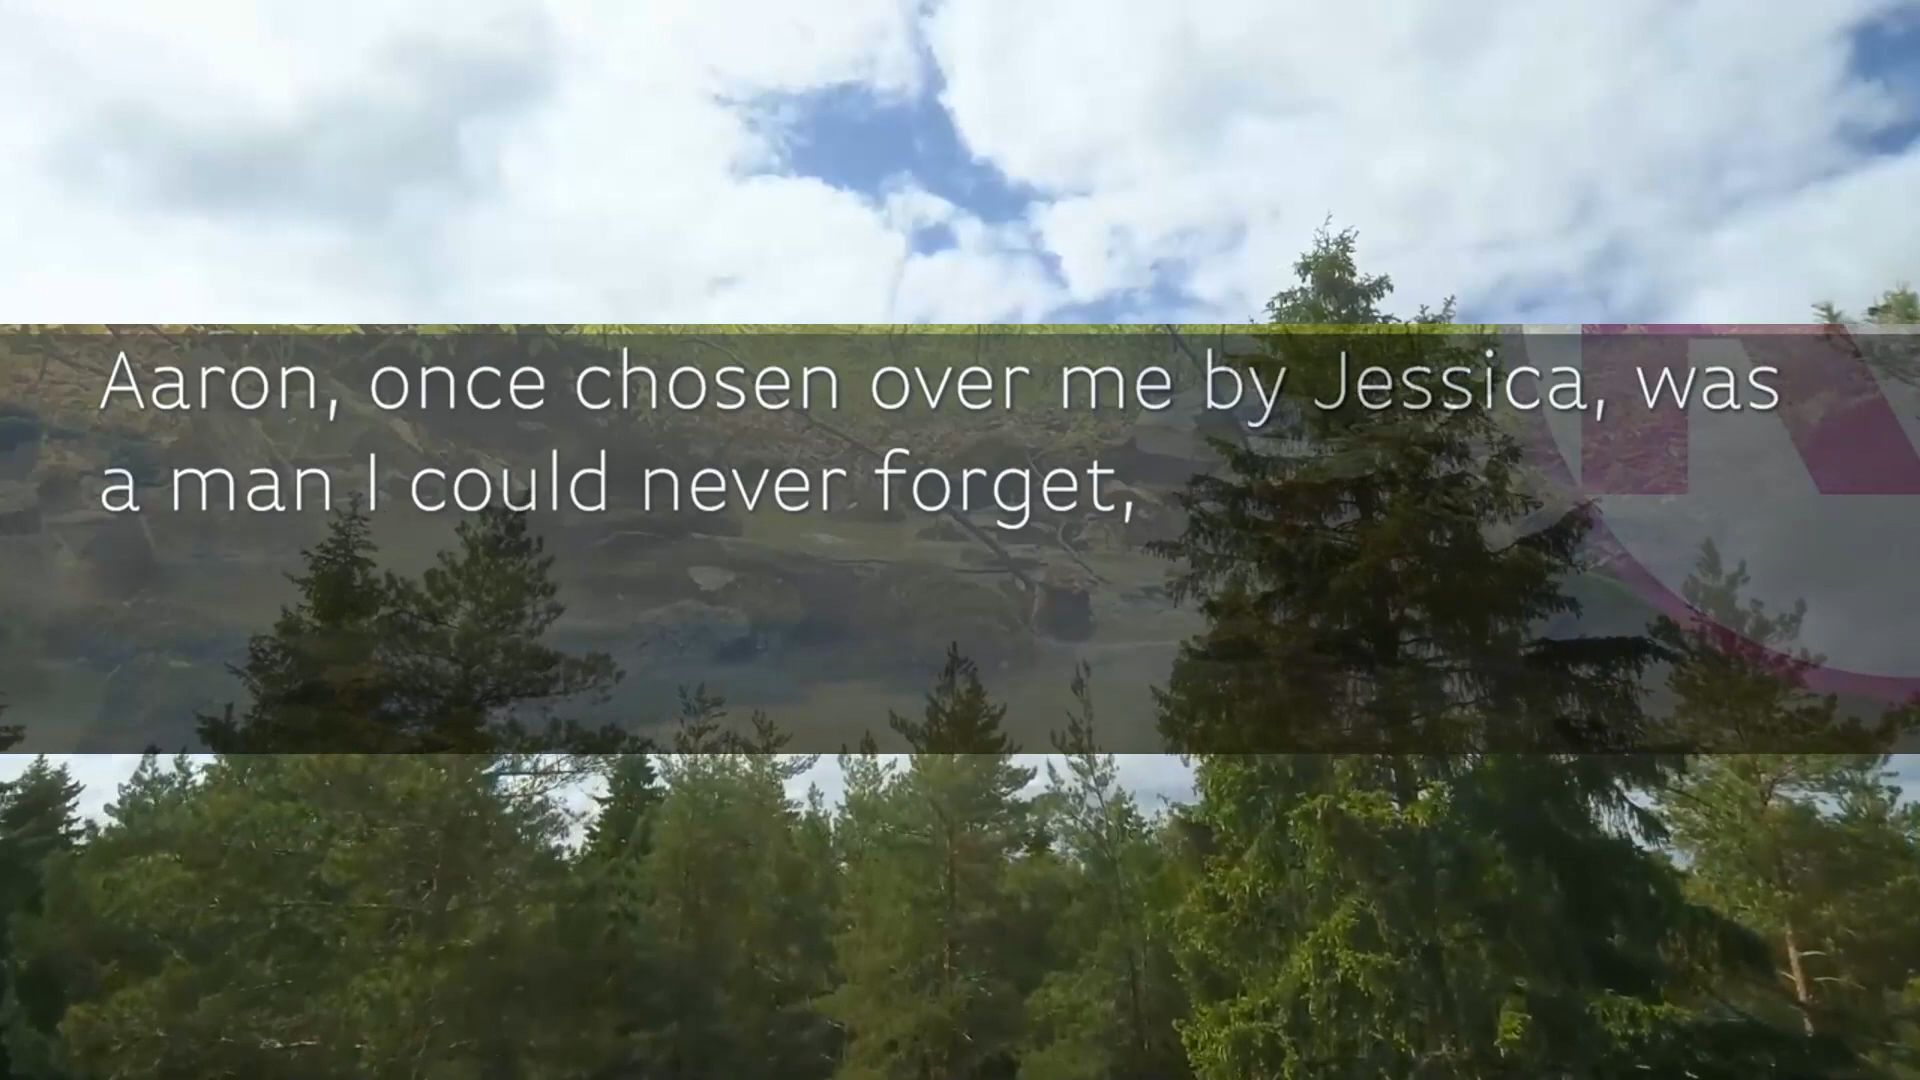 Aaron, once chosen over me by Jessica, was
a man I could never forget,